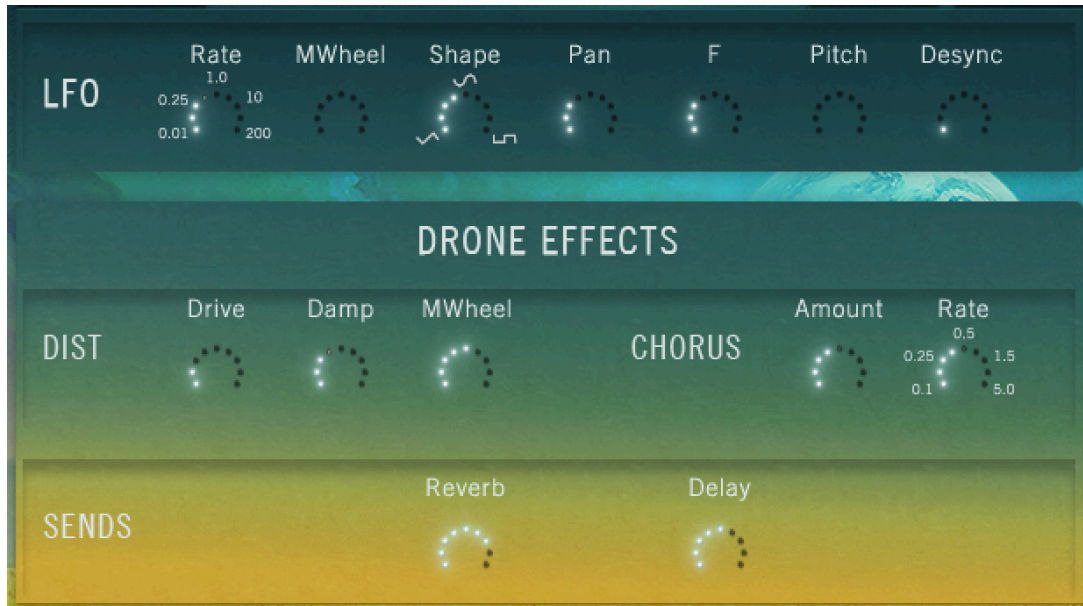 Rate MWheel Shape Pan F Pitch Desync
LFO
1.0
0.25 10
0.01 200
DRONE EFFECTS
Drive Damp MWheel Amount Rate
DIST
CHORUS
0,5
0.25 1.5
0.1 5.0
Reverb Delay
SENDS